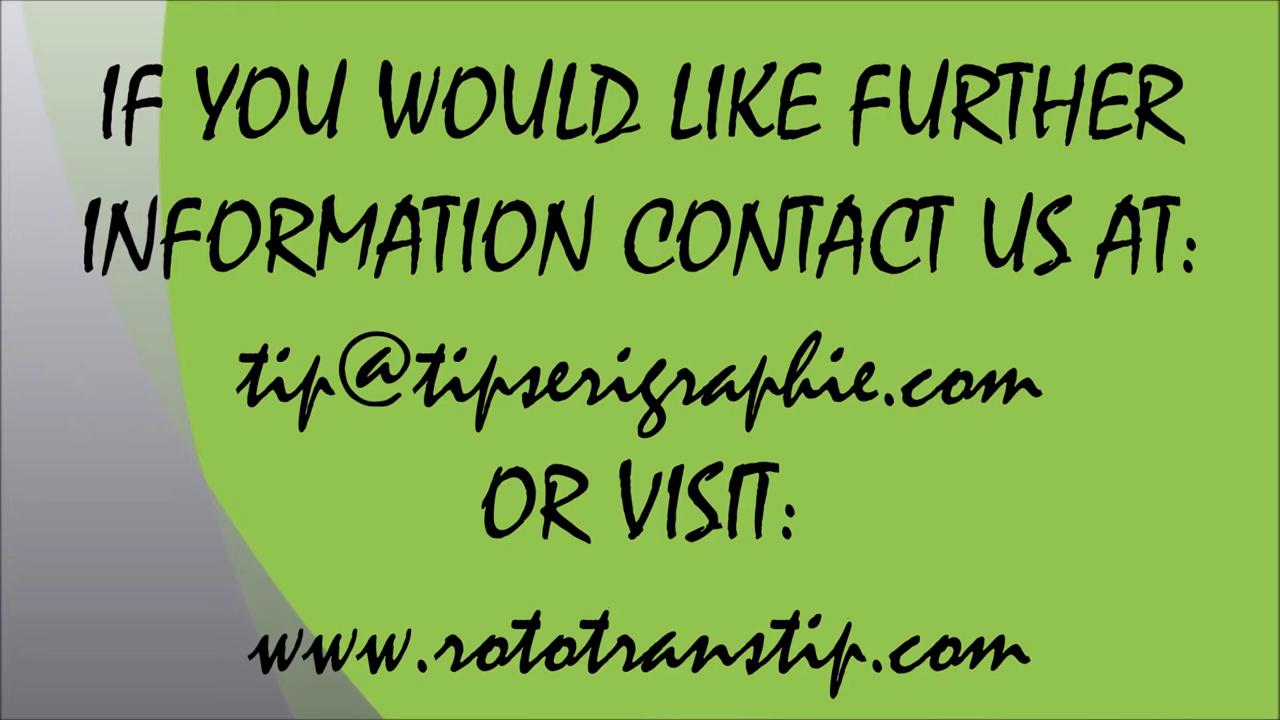 IF YOU WOULD LIKE FURTHER
INFORMATION CONTACT US AT:
tip@tipserigraphie.com
OR VISIT:
www.rototranstip.com